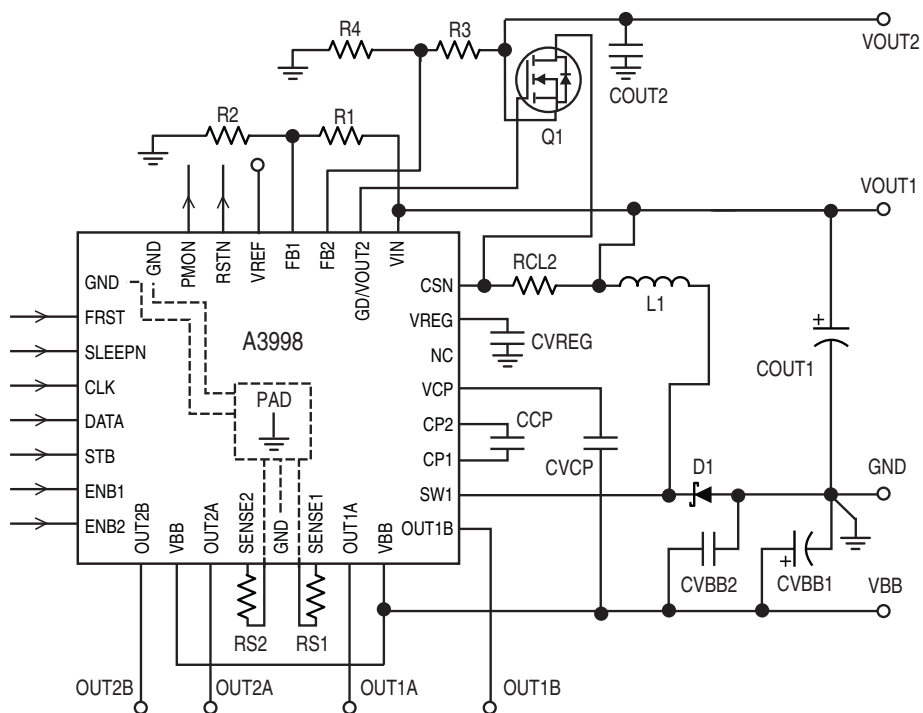 R4
R3
VOUT2
COUT2
Q1
R2
R1
VOUT1
GND
GND
PMON
RSTN
VREF
FB1
FB2
GD/VOUT2
VIN
CSN
RCL2
L1
FRST
VREG
CVREG
SLEEPN
A3998
NC
+
COUT1
CLK
VCP
DATA
PAD
CP2
CCP
STB
CP1
CVCP
D1
GND
ENB1
SW1
ENB2
OUT1B
OUT2B
VBB
OUT2A
SENSE2
GND
SENSE1
OUT1A
VBB
CVBB2
+
CVBB1
VBB
RS2
RS1
OUT2B
OUT2A
OUT1A
OUT1B